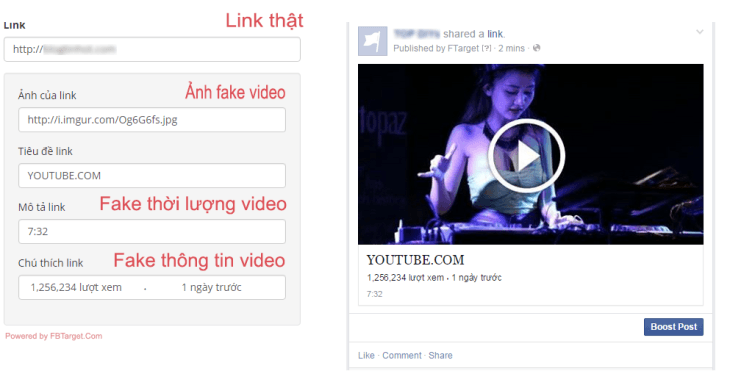 Link
Link thật
http://
Ảnh của link
Ảnh fake video
http://i.imgur.com/Og6G6fs.jpg
Tiêu đề link
YOUTUBE.COM
Mô tả link
Fake thời lượng video
7:32
Chú thích link
Fake thông tin video
1,256,234 lượt xem . 1 ngày trước
Powered by FBTarget.Com
shared a link.
Published by FTarget [?] · 2 mins ·
topaz
YOUTUBE.COM
1,256,234 lượt xem · 1 ngày trước
7:32
Boost Post
Like · Comment · Share